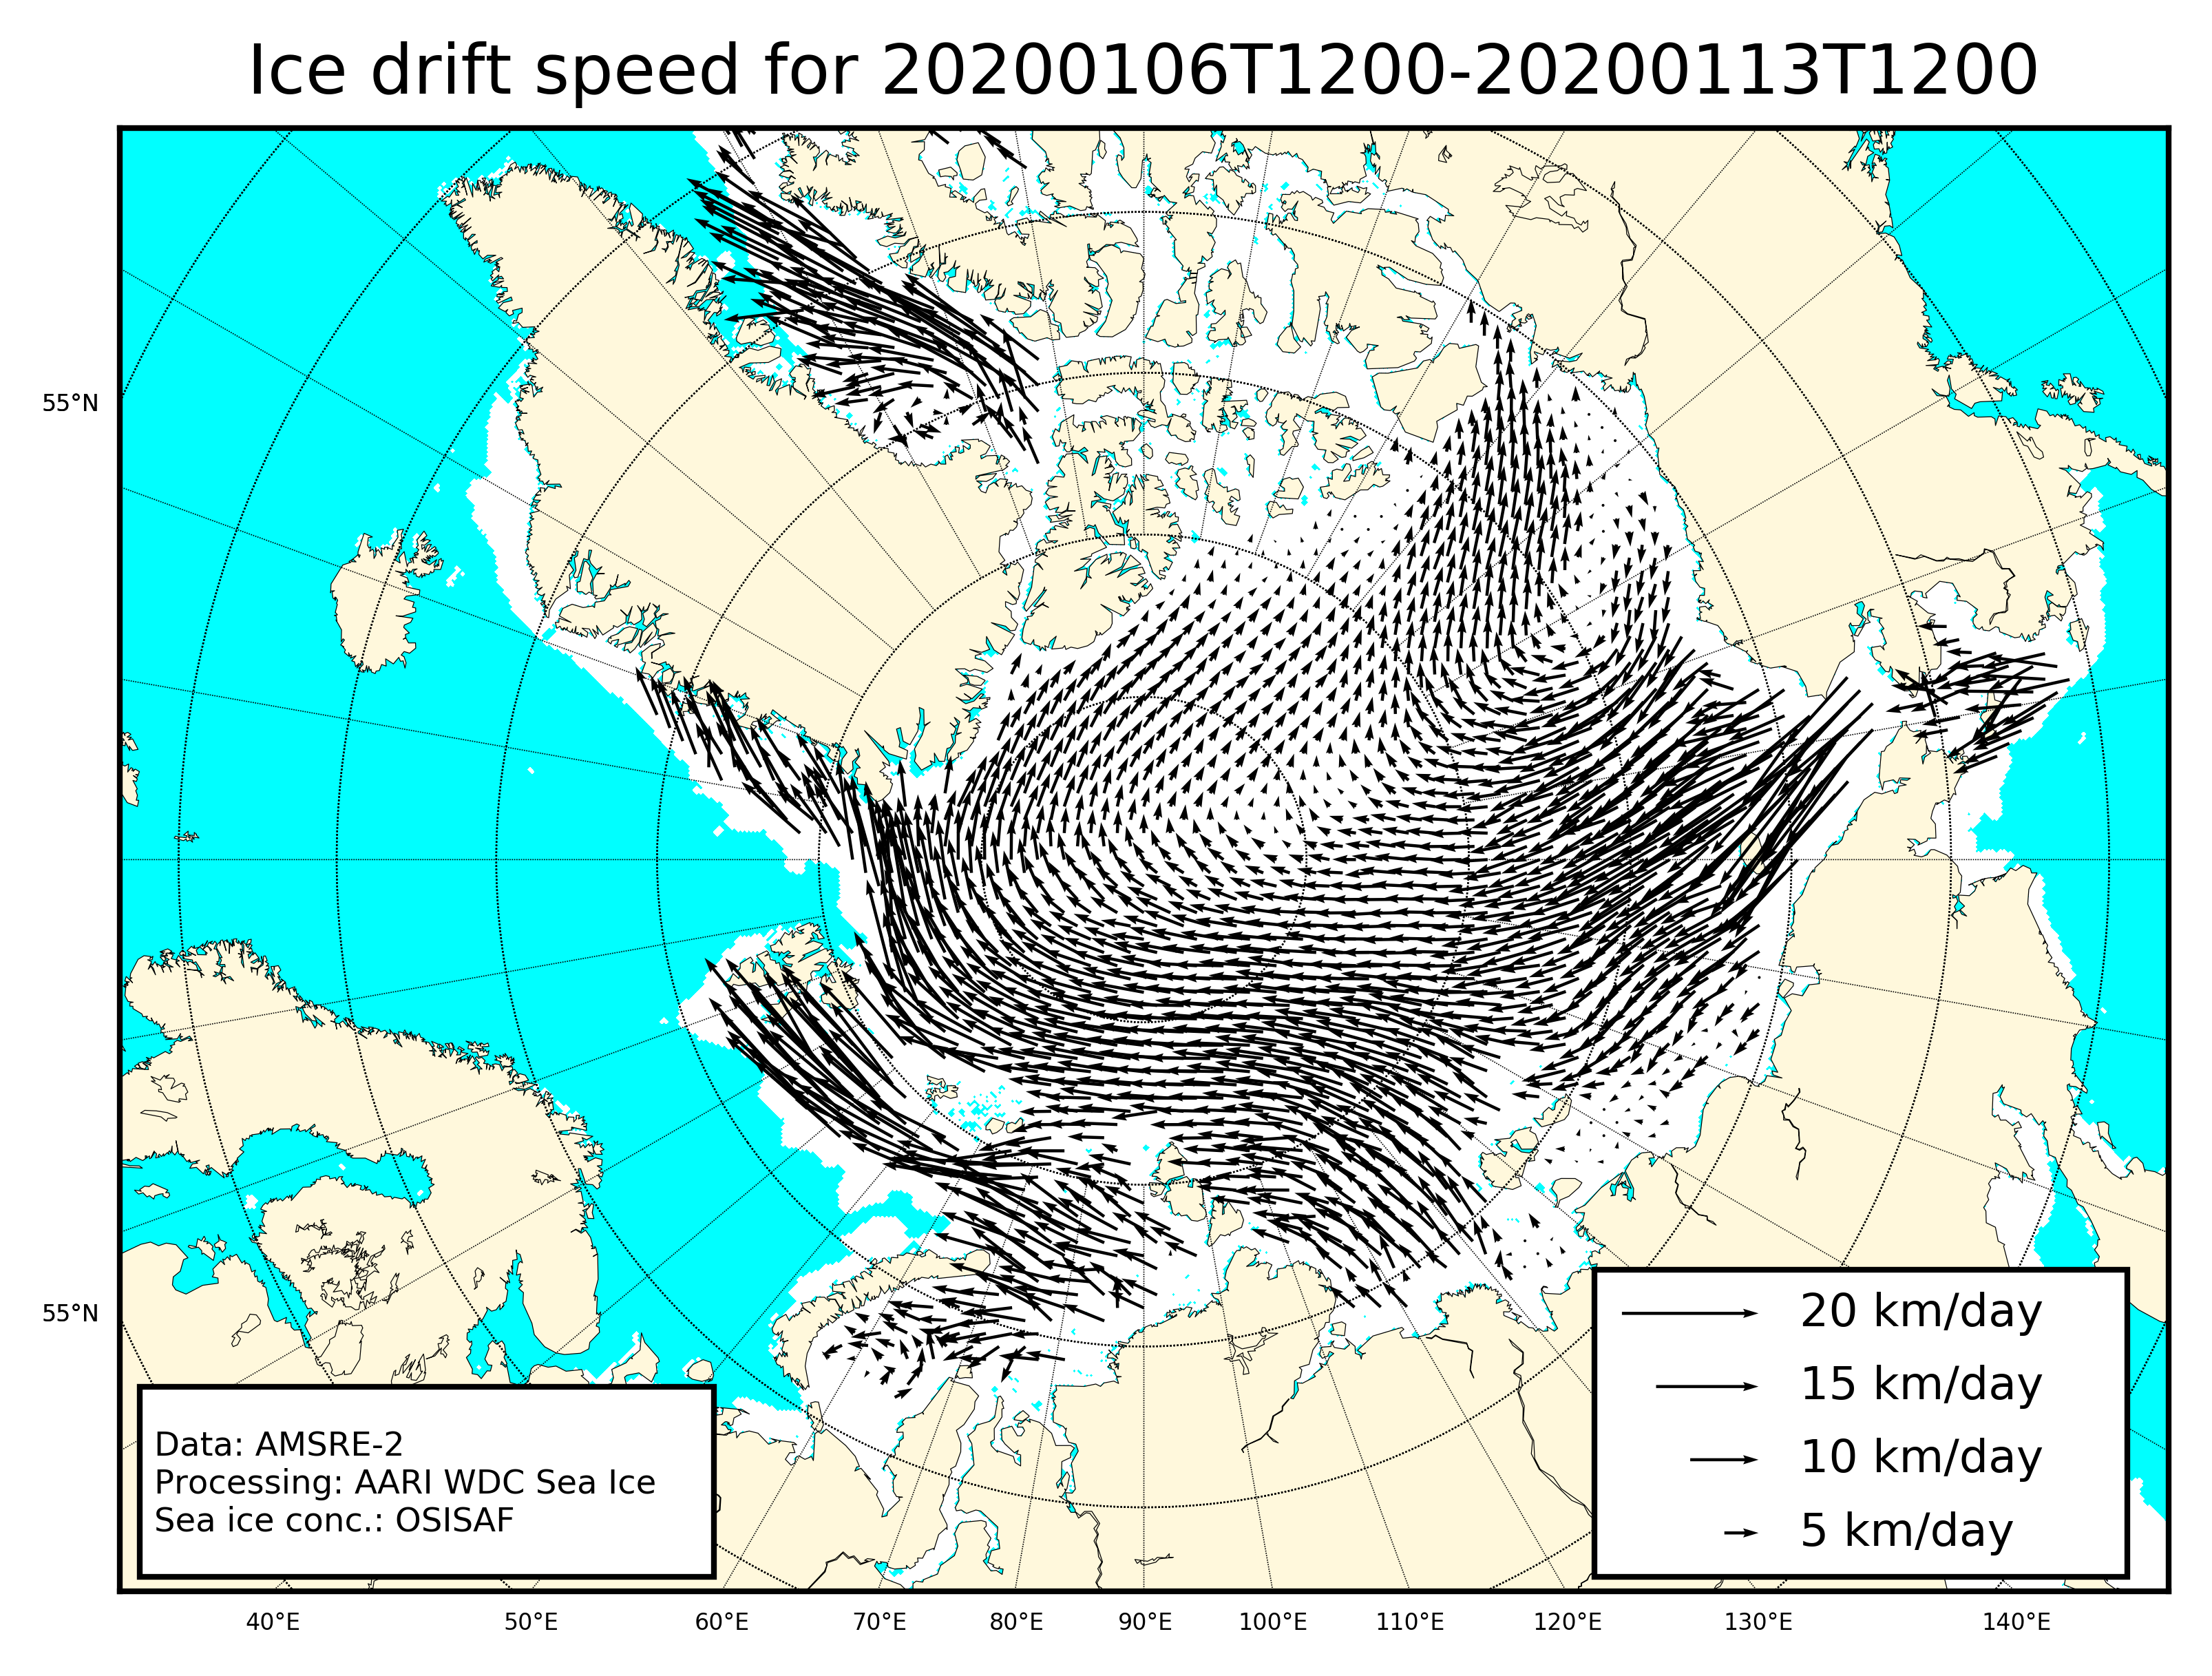 Ice drift speed for 20200106T1200-20200113T1200
55°N
55°N
20 km/day
15 km/day
10 km/day
5 km/day
Data: AMSRE-2
Processing: AARI WDC Sea Ice
Sea ice conc.: OSISAF
40°E
50°E
60°E
70°E
80°E
90°E
100°E
110°E
120°E
130°E
140°E